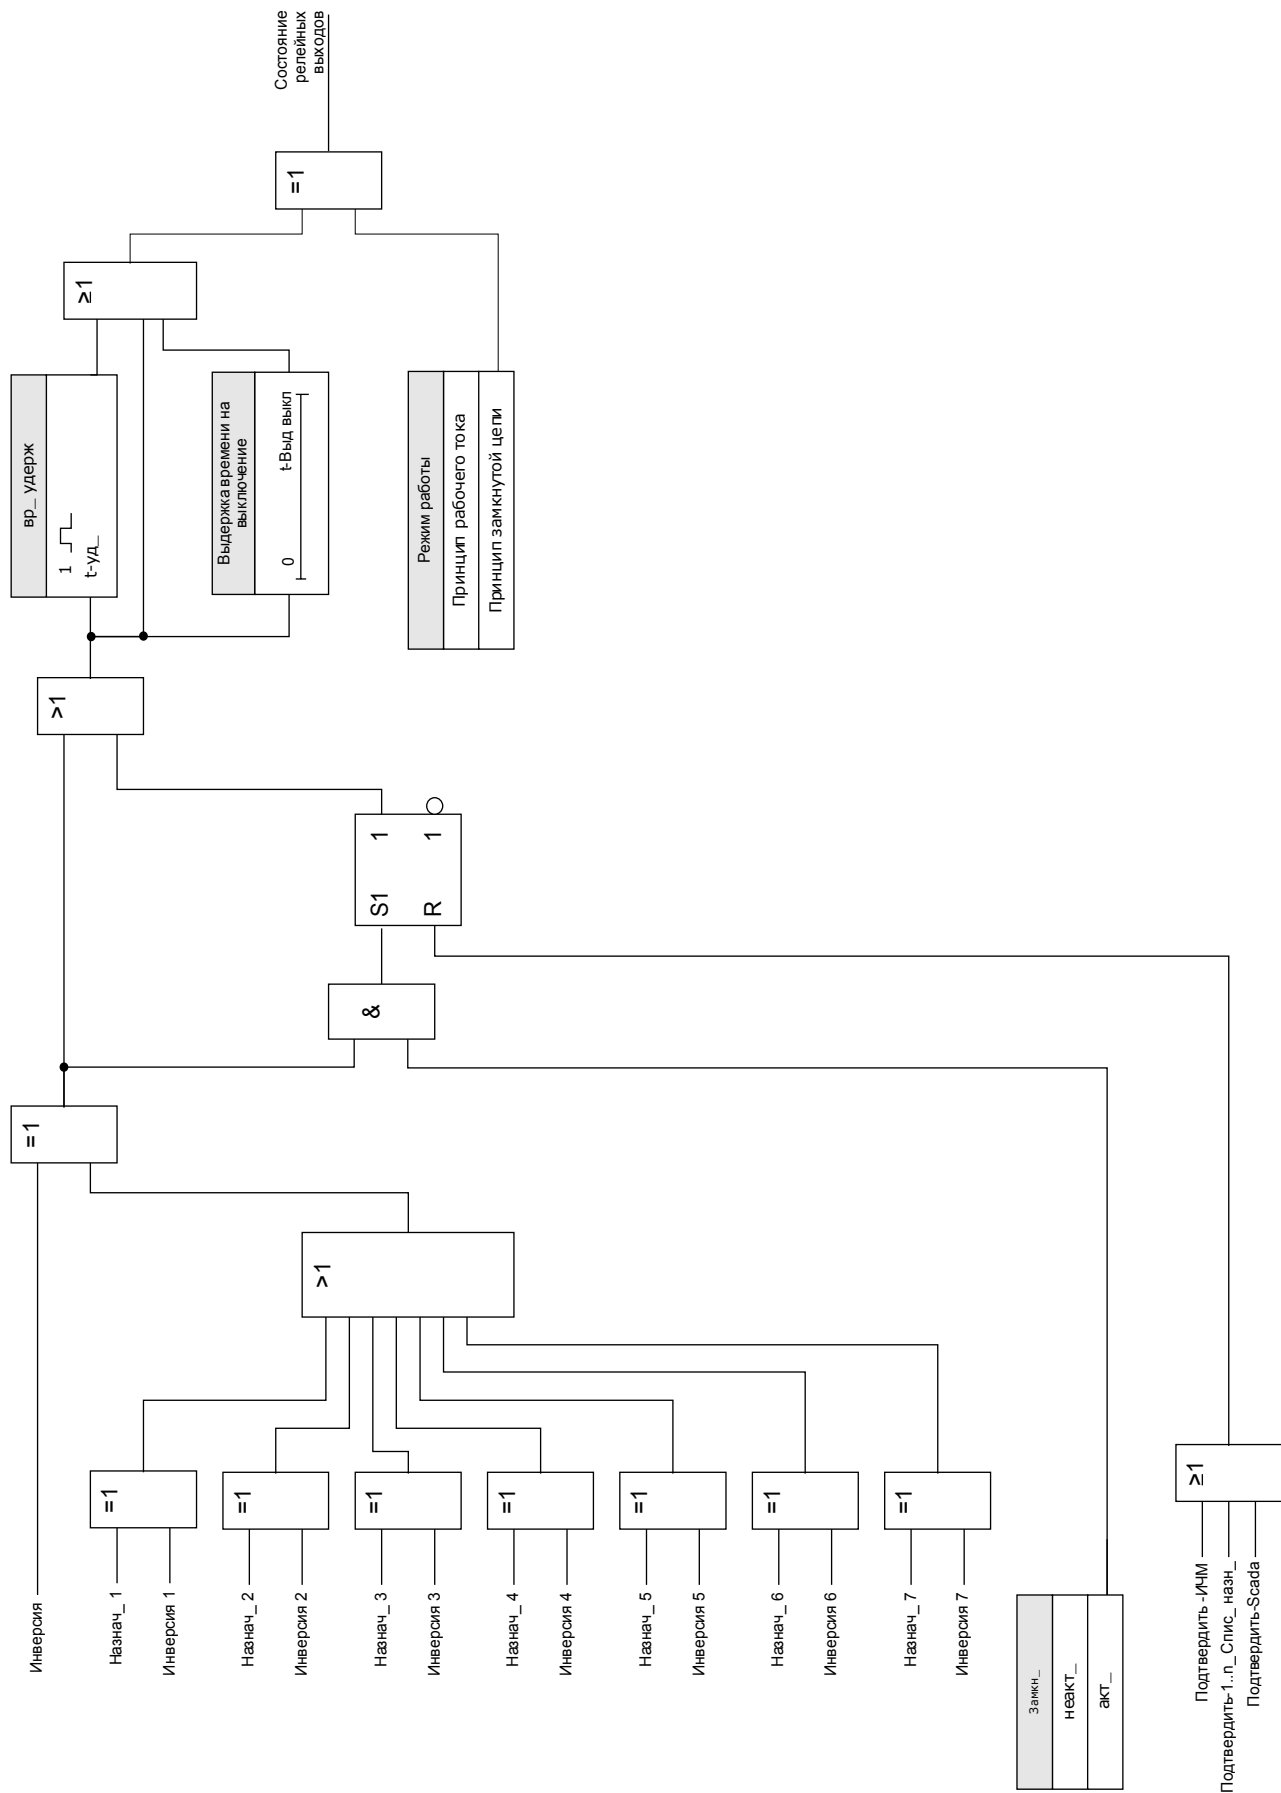 Инверсия
Назнач_ 1
Инверсия 1
Назнач_ 2
Инверсия 2
Назнач_ 3
Инверсия 3
Назнач_ 4
Инверсия 4
Назнач_ 5
Инверсия 5
Назнач_ 6
Инверсия 6
Назнач_ 7
Инверсия 7
Замкн_
неакт_
акт_
Подтвердить -ИЧМ
Подтвердить-1..n_ Спис_ назн_
Подтвердить-Scada
=1
=1
=1
=1
=1
=1
=1
≥1
>1
=1
&
S1 1
R 1
>1
вр_ удерж
1
t-уд_
Выдержка времени на
выключение
0 t-Выд выкл
Режим работы
Принцип рабочего тока
Принцип замкнутой цепи
≥1
=1
Состояние
релейных
выходов